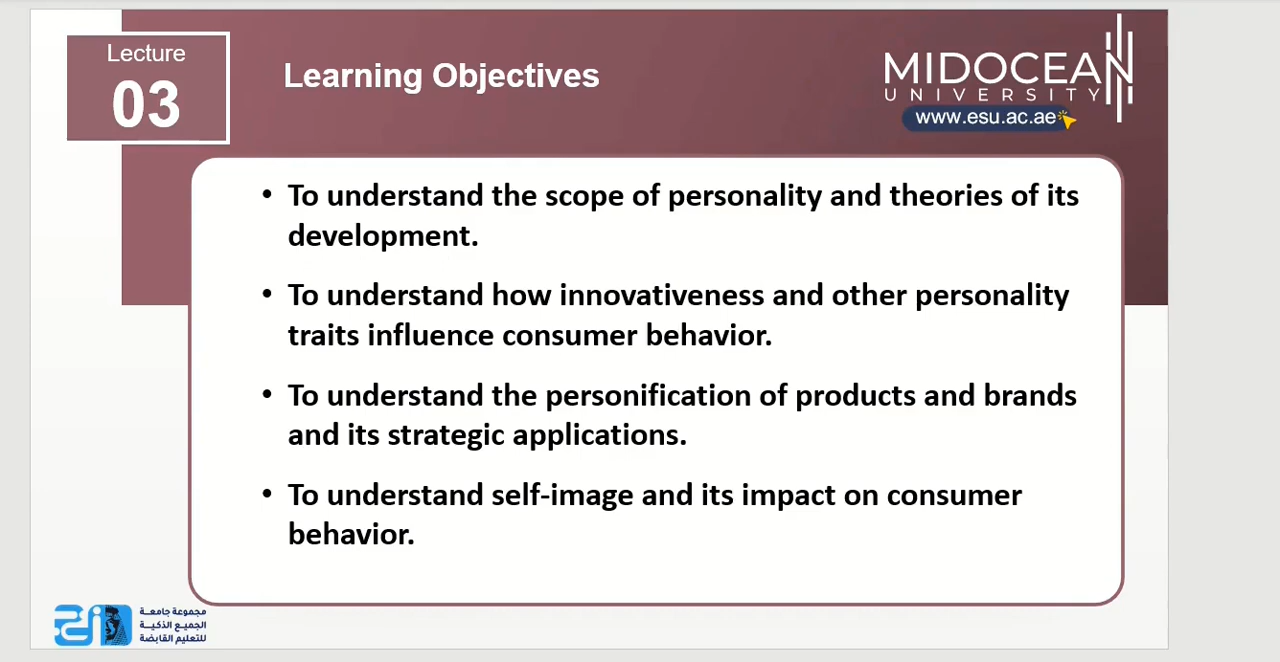 Lecture
03
Learning Objectives
MIDOCEAN
UNIVERSITY
www.esu.ac.ae
• To understand the scope of personality and theories of its
development.
• To understand how innovativeness and other personality
traits influence consumer behavior.
• To understand the personification of products and brands
and its strategic applications.
• To understand self-image and its impact on consumer
behavior.
مجموعة جامعة
الجميع الذكية
للتعليم القابضة